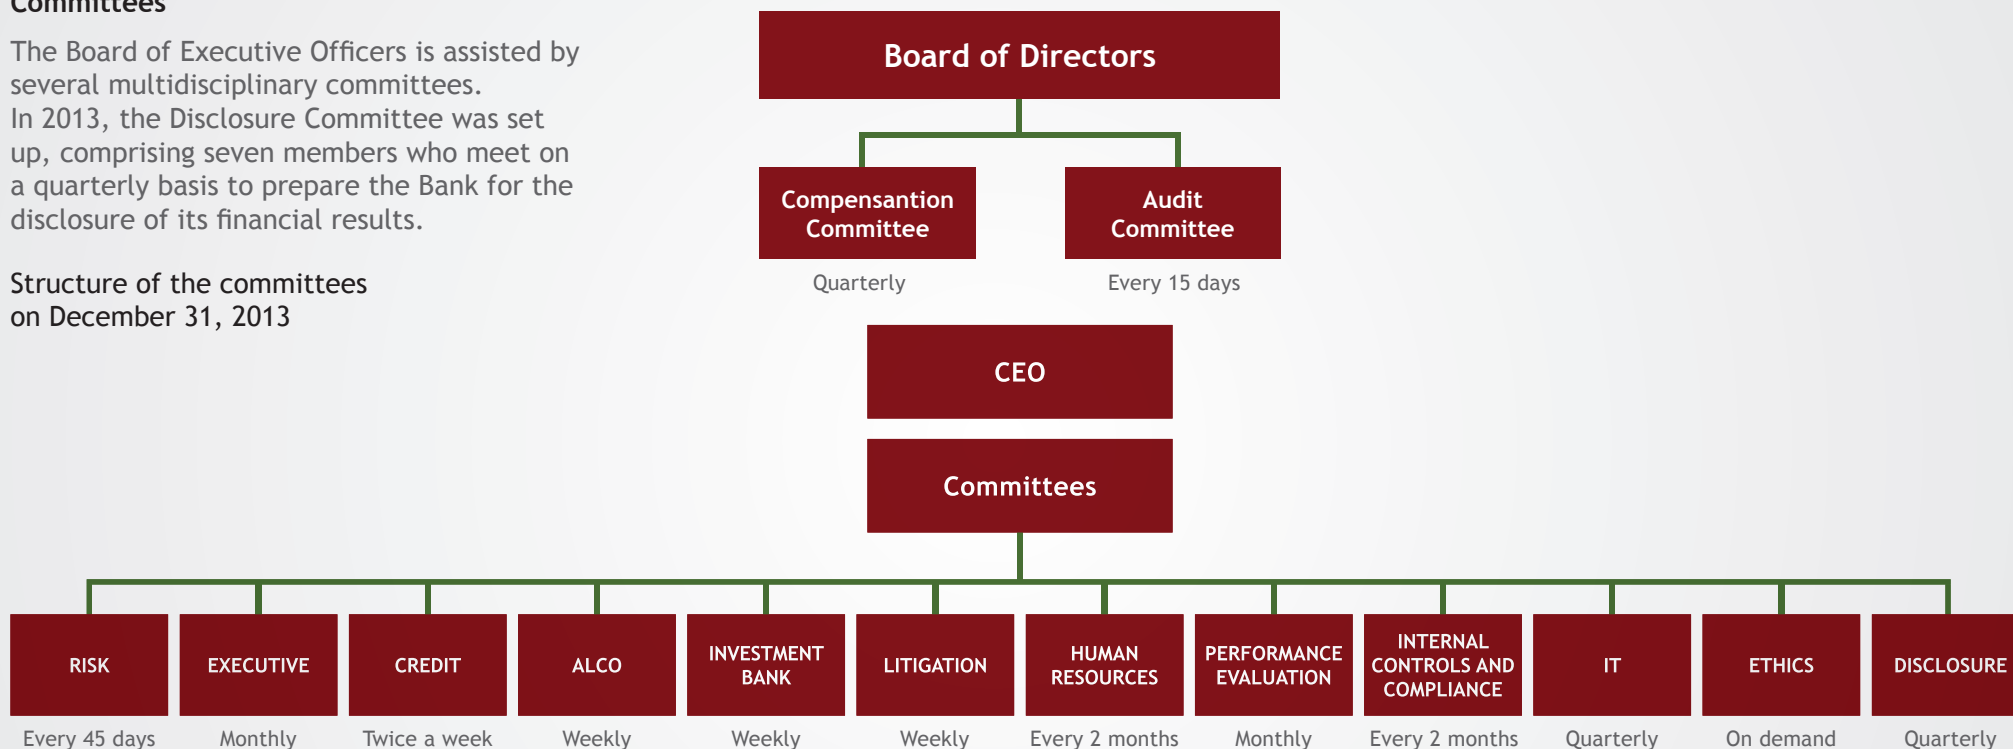 Committees
The Board of Executive Officers is assisted by
several multidisciplinary committees.
In 2013, the Disclosure Committee was set
up, comprising seven members who meet on
a quarterly basis to prepare the Bank for the
disclosure of its financial results.
Structure of the committees
on December 31, 2013
Board of Directors
Compensantion
Committee
Quarterly
Audit
Committee
Every 15 days
CEO
Committees
RISK
Every 45 days
EXECUTIVE
Monthly
CREDIT
Twice a week
ALCO
Weekly
INVESTMENT
BANK
Weekly
LITIGATION
Weekly
HUMAN
RESOURCES
Every 2 months
PERFORMANCE
EVALUATION
Monthly
INTERNAL
CONTROLS AND
COMPLIANCE
Every 2 months
IT
Quarterly
ETHICS
On demand
DISCLOSURE
Quarterly